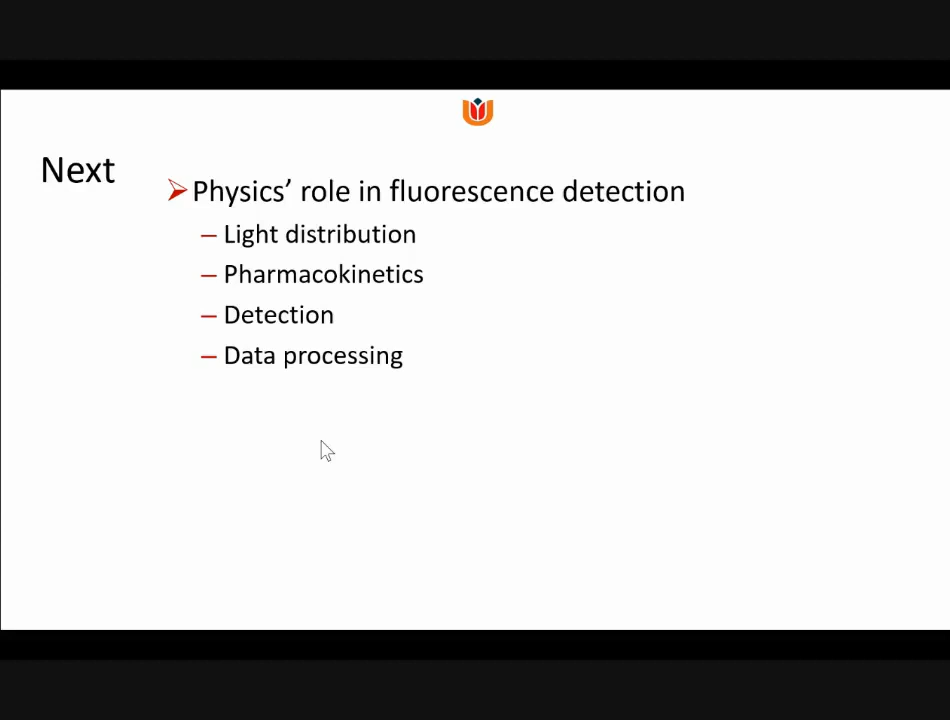 Next
Physics’ role in fluorescence detection
– Light distribution
– Pharmacokinetics
– Detection
– Data processing